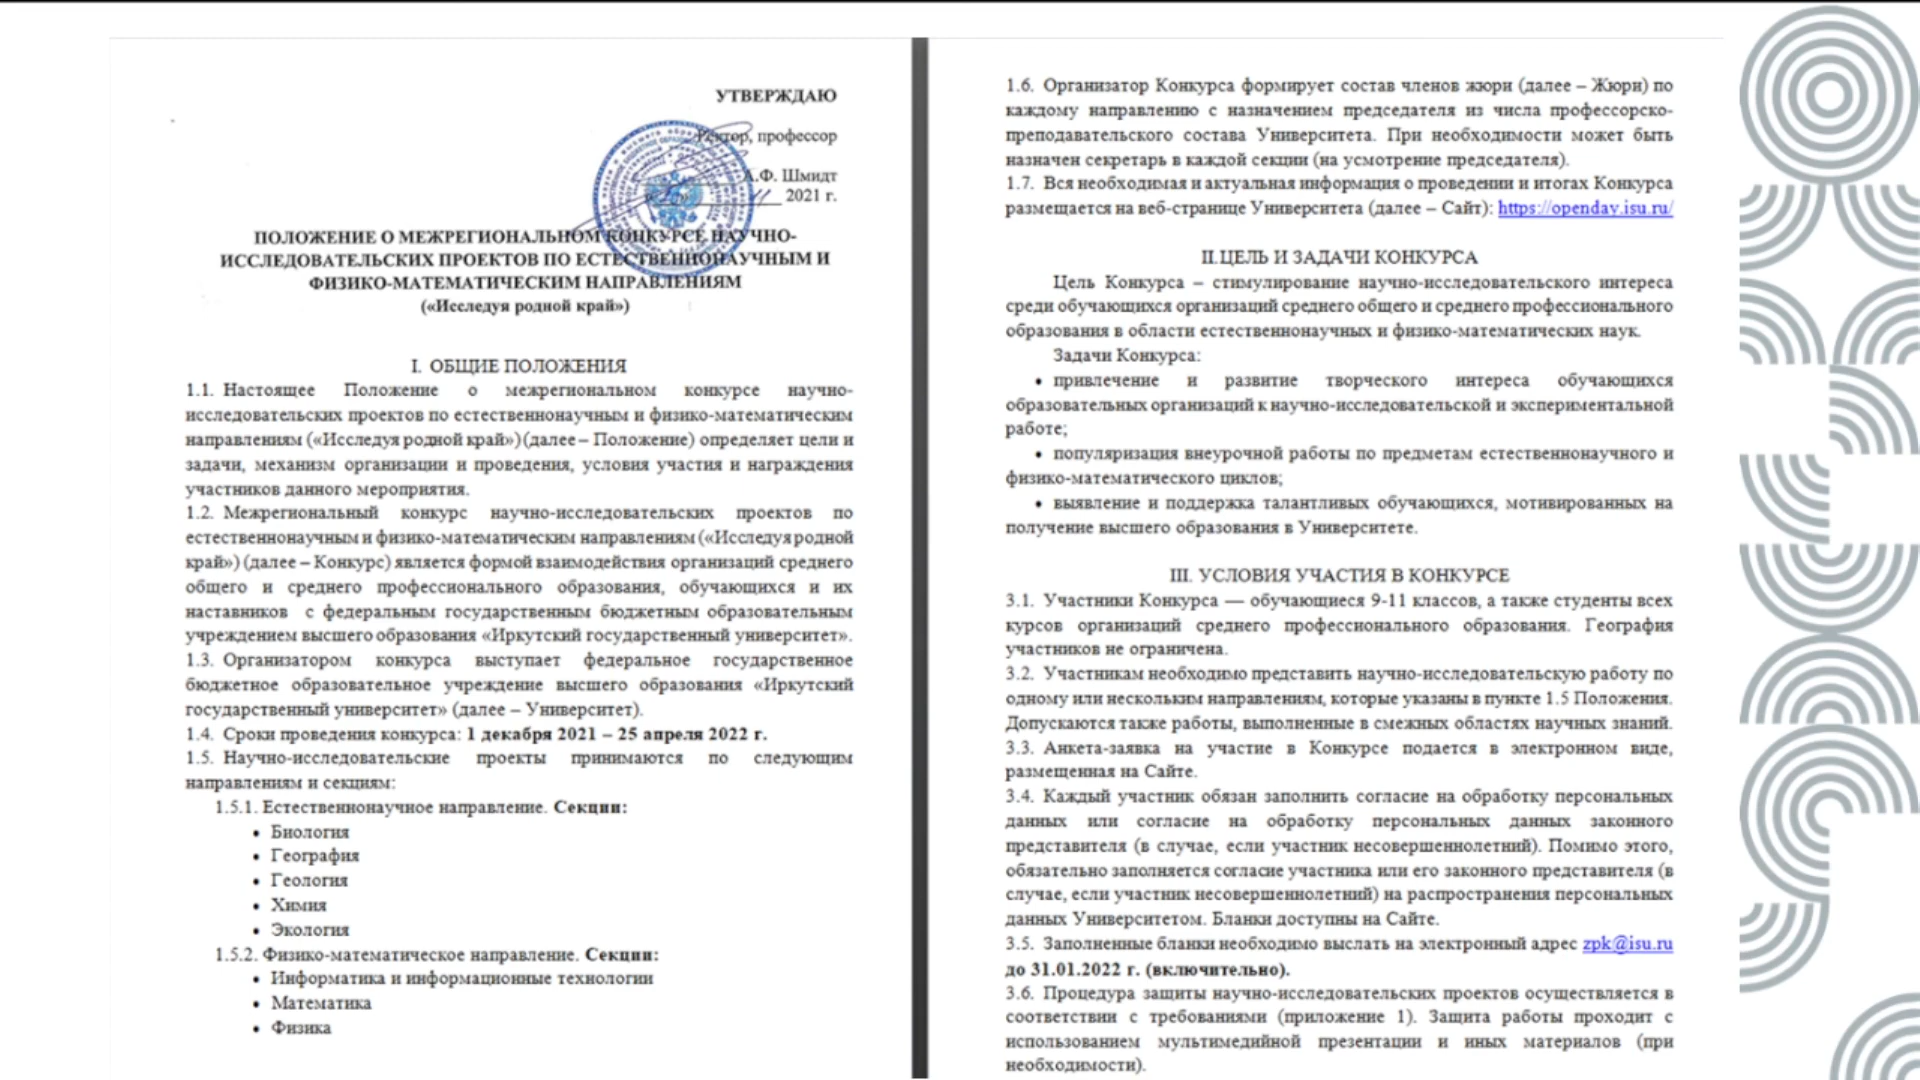 УТВЕРЖДАЮ
Ректор, профессор
А.Ф. Шмидт
2021 г.
ПОЛОЖЕНИЕ О МЕЖРЕГИОНАЛЬНОМ КОНКУРСЕ НАУЧНО-
ИССЛЕДОВАТЕЛЬСКИХ ПРОЕКТОВ ПО ЕСТЕСТВЕННОНАУЧНЫМ И
ФИЗИКО-МАТЕМАТИЧЕСКИМ НАПРАВЛЕНИЯМ
(«Исследуя родной край»)
I. ОБЩИЕ ПОЛОЖЕНИЯ
1.1. Настоящее Положение о межрегиональном конкурсе научно-
исследовательских проектов по естественнонаучным и физико-математическим
направлениям («Исследуя родной край») (далее – Положение) определяет цели и
задачи, механизм организации и проведения, условия участия и награждения
участников данного мероприятия.
1.2. Межрегиональный конкурс научно-исследовательских проектов по
естественнонаучным и физико-математическим направлениям («Исследуя родной
край») (далее – Конкурс) является формой взаимодействия организаций среднего
общего и среднего профессионального образования, обучающихся и их
наставников с федеральным государственным бюджетным образовательным
учреждением высшего образования «Иркутский государственный университет».
1.3. Организатором конкурса выступает федеральное государственное
бюджетное образовательное учреждение высшего образования «Иркутский
государственный университет» (далее – Университет).
1.4. Сроки проведения конкурса: 1 декабря 2021 – 25 апреля 2022 г.
1.5. Научно-исследовательские проекты принимаются по следующим
направлениям и секциям:
1.5.1. Естественнонаучное направление. Секции:
• Биология
• География
• Геология
• Химия
• Экология
1.5.2. Физико-математическое направление. Секции:
• Информатика и информационные технологии
• Математика
• Физика
1.6. Организатор Конкурса формирует состав членов жюри (далее – Жюри) по
каждому направлению с назначением председателя из числа профессорско-
преподавательского состава Университета. При необходимости может быть
назначен секретарь в каждой секции (на усмотрение председателя).
1.7. Вся необходимая и актуальная информация о проведении и итогах Конкурса
размещается на веб-странице Университета (далее – Сайт): https://openday.isu.ru/
II. ЦЕЛЬ И ЗАДАЧИ КОНКУРСА
Цель Конкурса – стимулирование научно-исследовательского интереса
среди обучающихся организаций среднего общего и среднего профессионального
образования в области естественнонаучных и физико-математических наук.
Задачи Конкурса:
• привлечение и развитие творческого интереса обучающихся
образовательных организаций к научно-исследовательской и экспериментальной
работе;
• популяризация внеурочной работы по предметам естественнонаучного и
физико-математического циклов;
• выявление и поддержка талантливых обучающихся, мотивированных на
получение высшего образования в Университете.
III. УСЛОВИЯ УЧАСТИЯ В КОНКУРСЕ
3.1. Участники Конкурса — обучающиеся 9-11 классов, а также студенты всех
курсов организаций среднего профессионального образования. География
участников не ограничена.
3.2. Участникам необходимо представить научно-исследовательскую работу по
одному или нескольким направлениям, которые указаны в пункте 1.5 Положения.
Допускаются также работы, выполненные в смежных областях научных знаний.
3.3. Анкета-заявка на участие в Конкурсе подается в электронном виде,
размещенная на Сайте.
3.4. Каждый участник обязан заполнить согласие на обработку персональных
данных или согласие на обработку персональных данных законного
представителя (в случае, если участник несовершеннолетний). Помимо этого,
обязательно заполняется согласие участника или его законного представителя (в
случае, если участник несовершеннолетний) на распространения персональных
данных Университетом. Бланки доступны на Сайте.
3.5. Заполненные бланки необходимо выслать на электронный адрес zpk@isu.ru
до 31.01.2022 г. (включительно).
3.6. Процедура защиты научно-исследовательских проектов осуществляется в
соответствии с требованиями (приложение 1). Защита работы проходит с
использованием мультимедийной презентации и иных материалов (при
необходимости).